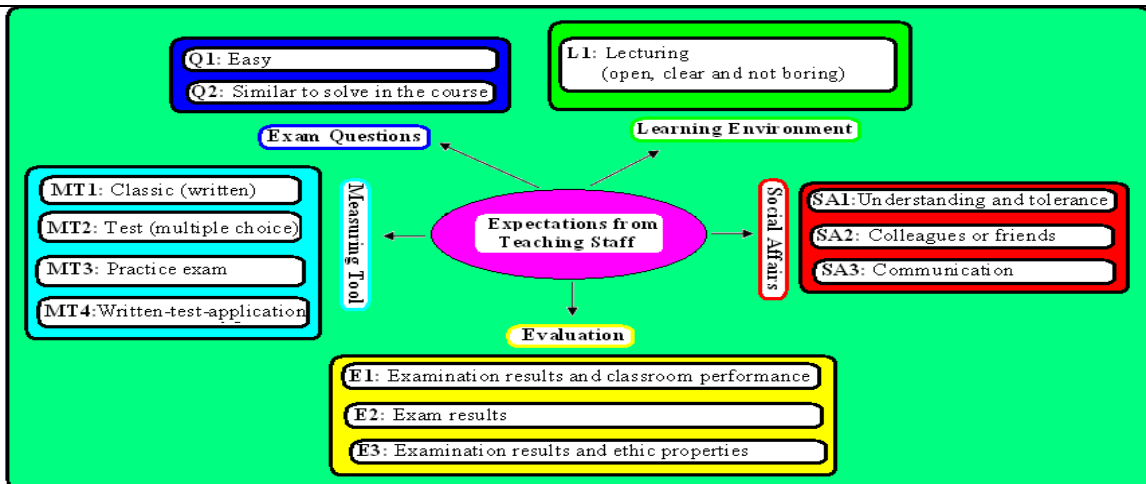 Q1: Easy
Q2: Similar to solve in the course
Exam Questions
L1: Lecturing
(open, clear and not boring)
Learning Environment
MT1: Classic (written)
MT2: Test (multiple choice)
MT3: Practice exam
MT4:Written-test-application
Measuring Tool
Expectations from
Teaching Staff
Social Affairs
SA1:Understanding and tolerance
SA2: Colleagues or friends
SA3: Communication
Evaluation
E1: Examination results and classroom performance
E2: Exam results
E3: Examination results and ethic properties